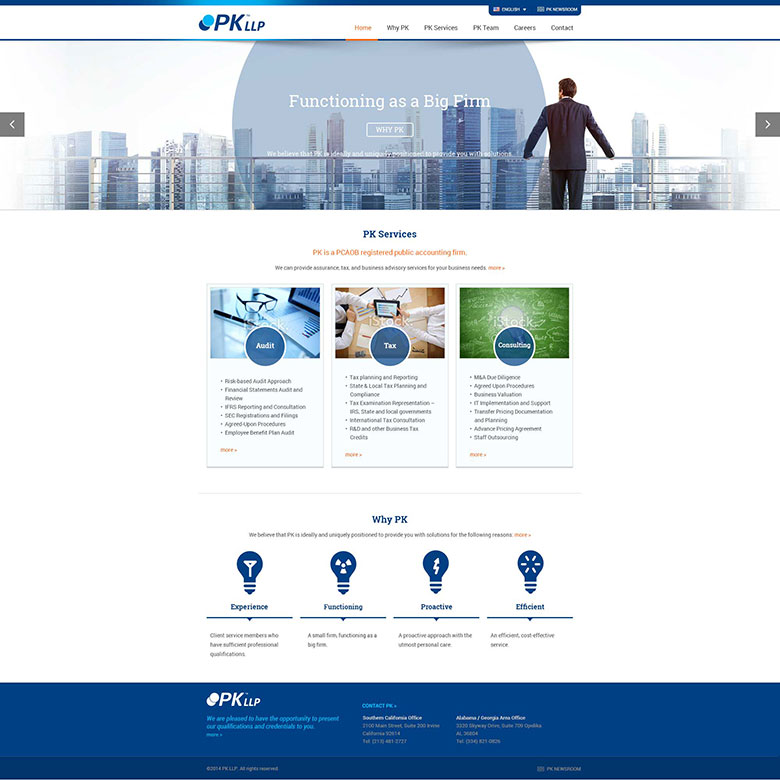 ENGLISH
PK NEWSROOM
PK LLP
Home
Why PK
PK Services
PK Team
Careers
Contact
Functioning as a Big Firm
WHY PK
We believe that PK is ideally and uniquely positioned to provide you with solutions.
PK Services
PK is a PCAOB registered public accounting firm.
We can provide assurance, tax, and business advisory services for your business needs: more »
iStock
Audit
• Risk-based Audit Approach
• Financial Statements Audit and
Review
• IFRS Reporting and Consultation
• SEC Registrations and Filings
• Agreed-Upon Procedures
• Employee Benefit Plan Audit
more »
iStock
Tax
• Tax planning and Reporting
• State & Local Tax Planning and
Compliance
• Tax Examination Representation –
IRS, State and local governments
• International Tax Consultation
• R&D and other Business Tax
Credits
more »
iStock
Consulting
• M&A Due Diligence
• Agreed Upon Procedures
• Business Valuation
• IT Implementation and Support
• Transfer Pricing Documentation
and Planning
• Advance Pricing Agreement
• Staff Outsourcing
more »
Why PK
We believe that PK is ideally and uniquely positioned to provide you with solutions for the following reasons: more »
Experience
Client service members who
have sufficient professional
qualifications.
Functioning
A small firm, functioning as a
big firm.
Proactive
A proactive approach with the
utmost personal care.
Efficient
An efficient, cost-effective
service.
PK LLP
We are pleased to have the opportunity to present
our qualifications and credentials to you.
more »
CONTACT PK »
Southern California Office
2100 Main Street, Suite 200 Irvine
California 92614
Tel: (213) 481-2727
Alabama / Georgia Area Office
3320 Skyway Drive, Suite 700 Opelika
AL 36804
Tel: (334) 821-0826
©2014 PK LLP. All rights reserved.
PK NEWSROOM